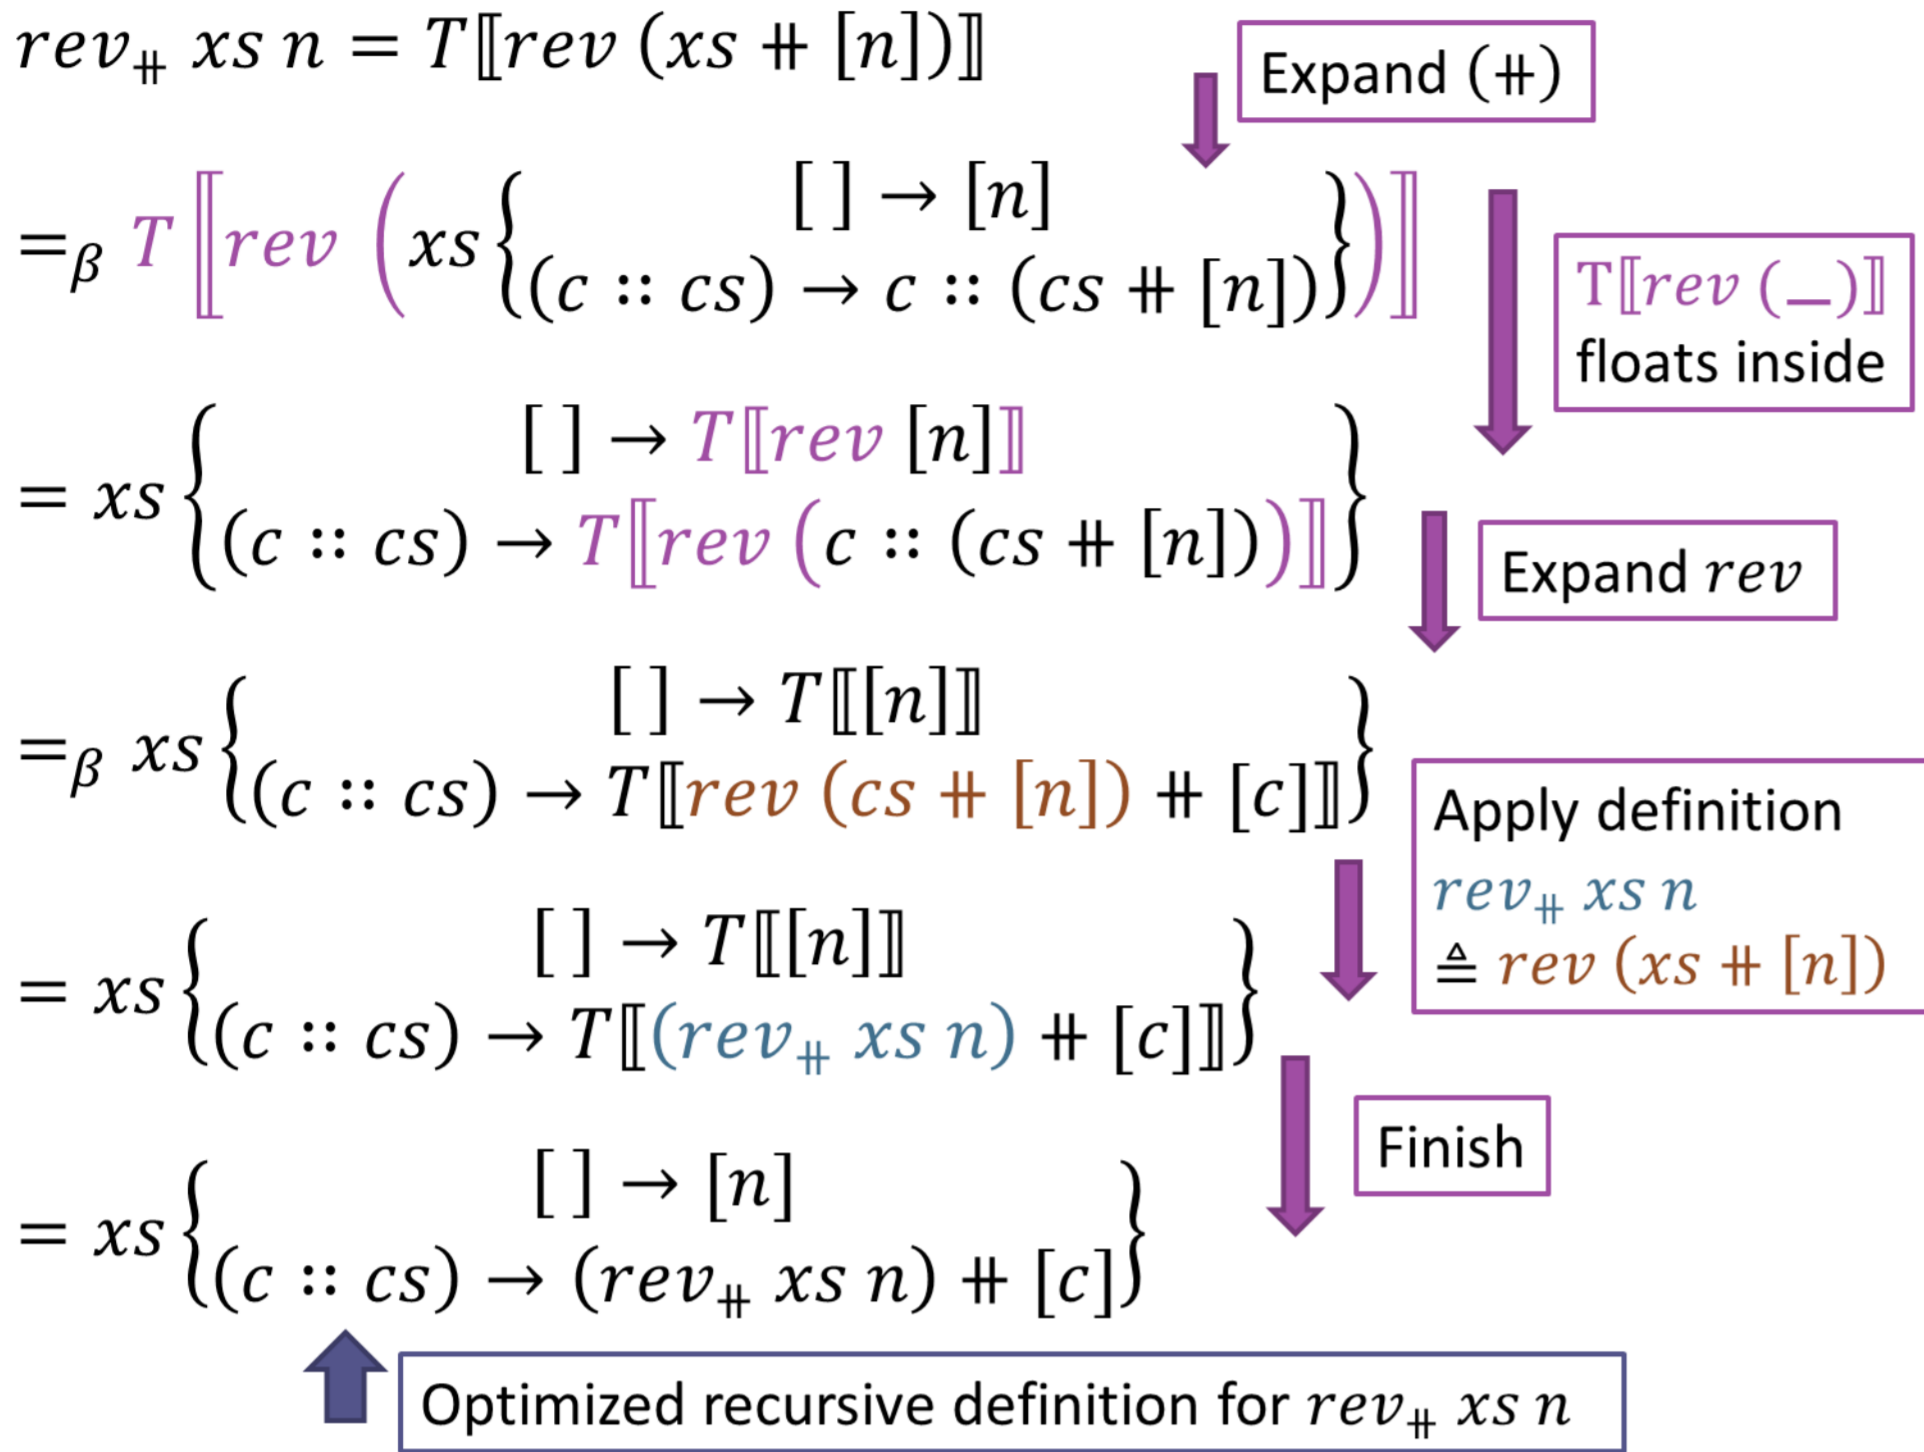 rev⧺ xs n = T⟦rev (xs ⧺ [n])⟧
Expand (⧺)
=β T⟦rev (xs { [ ] → [n]
(c ∷ cs) → c ∷ (cs ⧺ [n]) })⟧
T⟦rev (_)⟧
floats inside
= xs { [ ] → T⟦rev [n]⟧
(c ∷ cs) → T⟦rev (c ∷ (cs ⧺ [n]))⟧ }
Expand rev
=β xs { [ ] → T⟦[n]⟧
(c ∷ cs) → T⟦rev (cs ⧺ [n]) ⧺ [c]⟧ }
Apply definition
rev⧺ xs n
≜ rev (xs ⧺ [n])
= xs { [ ] → T⟦[n]⟧
(c ∷ cs) → T⟦(rev⧺ xs n) ⧺ [c]⟧ }
Finish
= xs { [ ] → [n]
(c ∷ cs) → (rev⧺ xs n) ⧺ [c] }
Optimized recursive definition for rev⧺ xs n